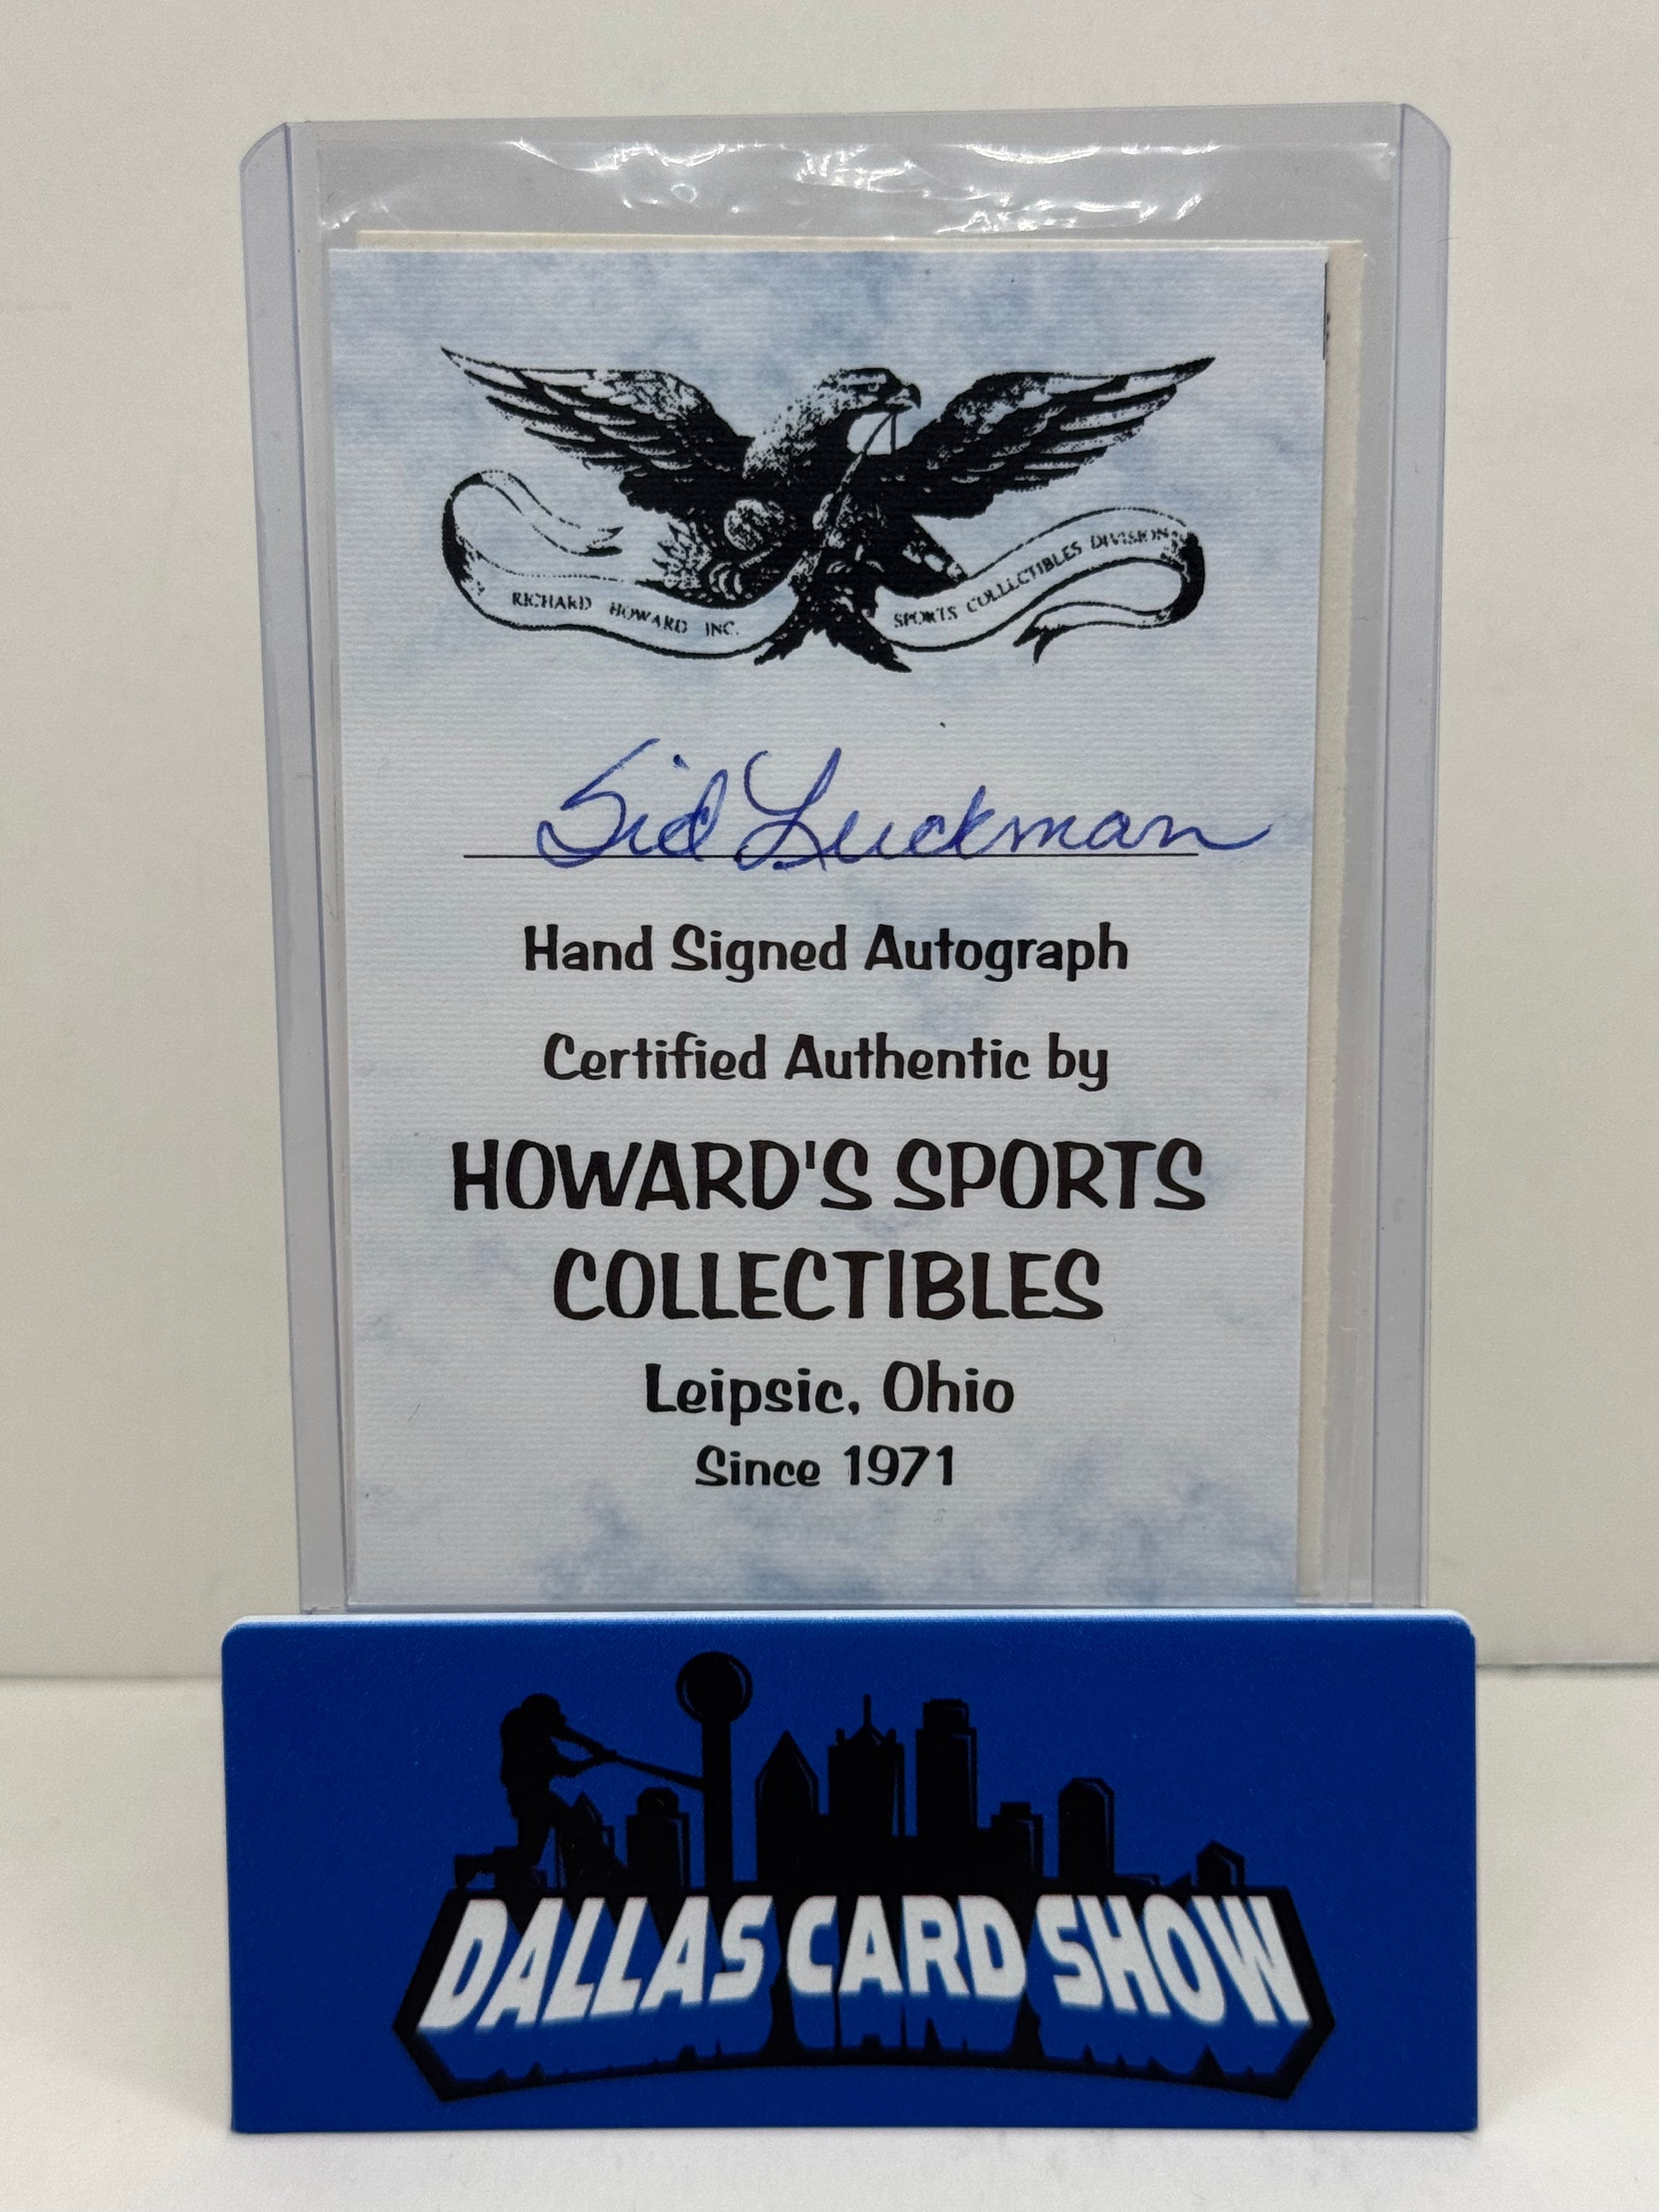 RICHARD HOWARD INC. SPORTS COLLECTIBLES DIVISION
Sid Luckman
Hand Signed Autograph
Certified Authentic by
HOWARD'S SPORTS
COLLECTIBLES
Leipsic, Ohio
Since 1971
DALLAS CARD SHOW